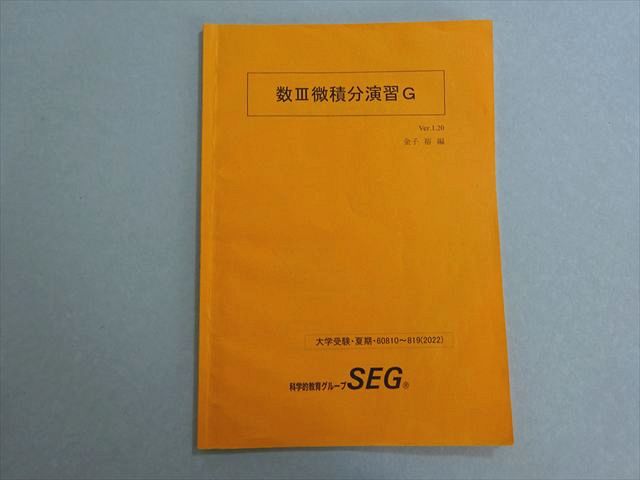 数Ⅲ微積分演習G
Ver.1.20
金子 裕 編
大学受験・夏期・60810～819(2022)
科学的教育グループSEG®